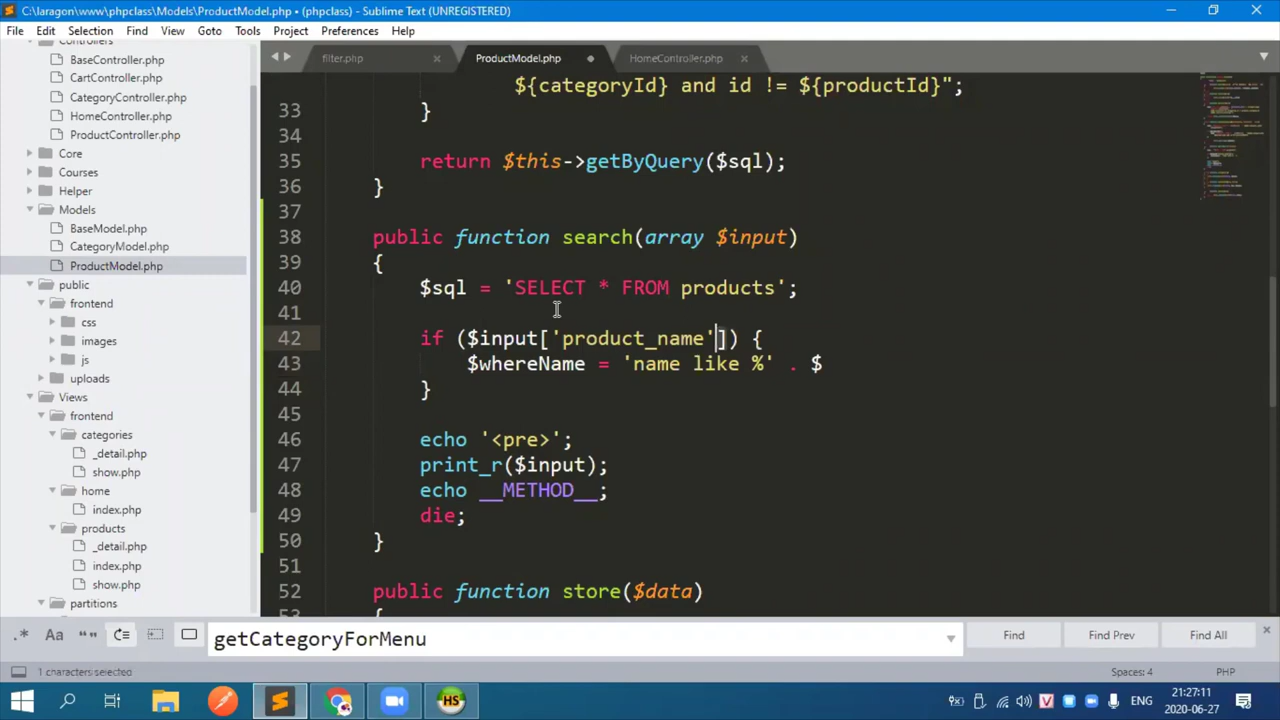 C:\laragon\www\phpclass\Models\ProductModel.php • (phpclass) - Sublime Text (UNREGISTERED)
File Edit Selection Find View Goto Tools Project Preferences Help
Controllers
BaseController.php
CartController.php
CategoryController.php
HomeController.php
ProductController.php
Core
Courses
Helper
Models
BaseModel.php
CategoryModel.php
ProductModel.php
public
frontend
css
images
js
uploads
Views
frontend
categories
_detail.php
show.php
home
index.php
products
_detail.php
index.php
show.php
partitions
filter.php ProductModel.php HomeController.php
${categoryId} and id != ${productId}";
33 }
34
35 return $this->getByQuery($sql);
36 }
37
38 public function search(array $input)
39 {
40 $sql = 'SELECT * FROM products';
41
42 if ($input['product_name']) {
43 $whereName = 'name like %' . $
44 }
45
46 echo '<pre>';
47 print_r($input);
48 echo __METHOD__;
49 die;
50 }
51
52 public function store($data)
53 {
.* Aa “” getCategoryForMenu Find Find Prev Find All
1 characters selected Spaces: 4 PHP
HS V ENG 21:27:11
2020-06-27